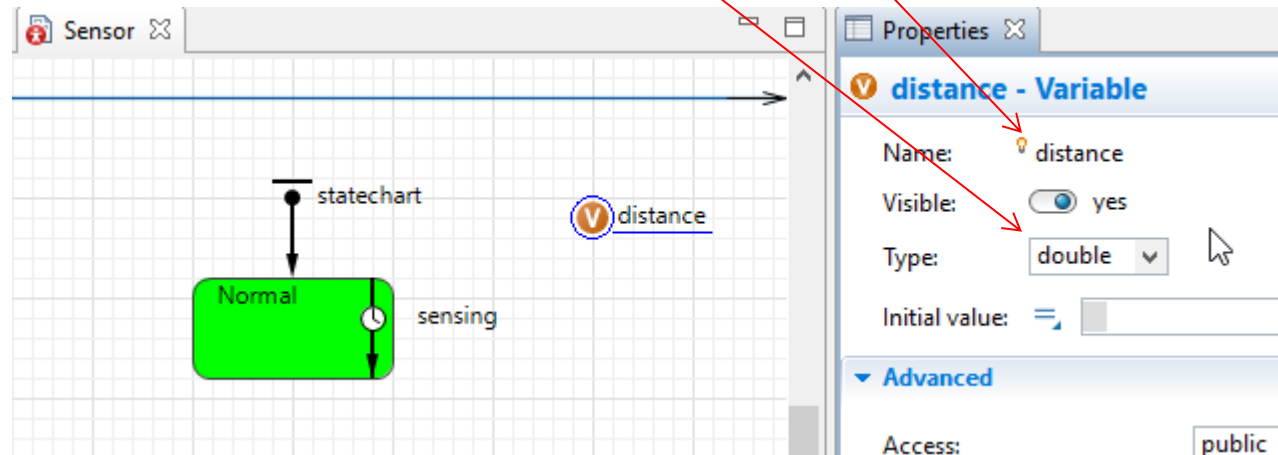 Sensor
Properties
V distance - Variable
Name: distance
statechart
Visible: yes
V distance
Type: double
Normal
sensing
Initial value:
Advanced
Access: public